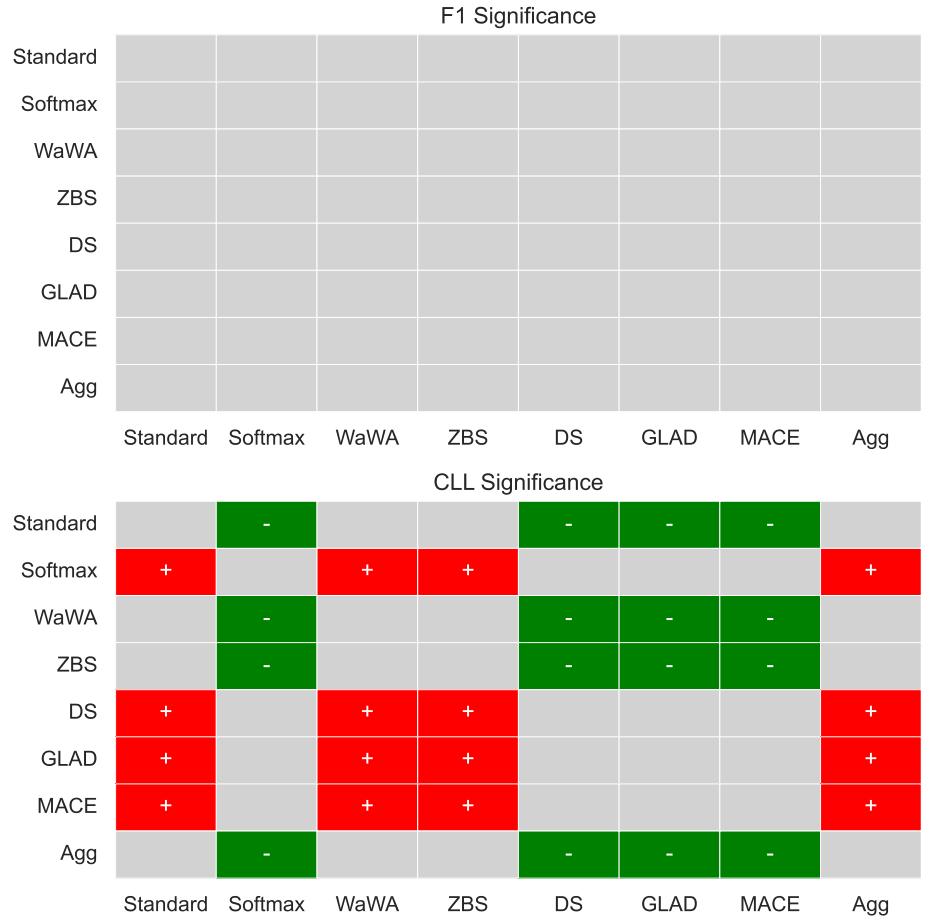 F1 Significance
Standard
Softmax
WaWA
ZBS
DS
GLAD
MACE
Agg
Standard Softmax WaWA ZBS DS GLAD MACE Agg
CLL Significance
Standard - - - -
Softmax + + + +
WaWA - - - -
ZBS - - - -
DS + + + +
GLAD + + + +
MACE + + + +
Agg - - - -
Standard Softmax WaWA ZBS DS GLAD MACE Agg